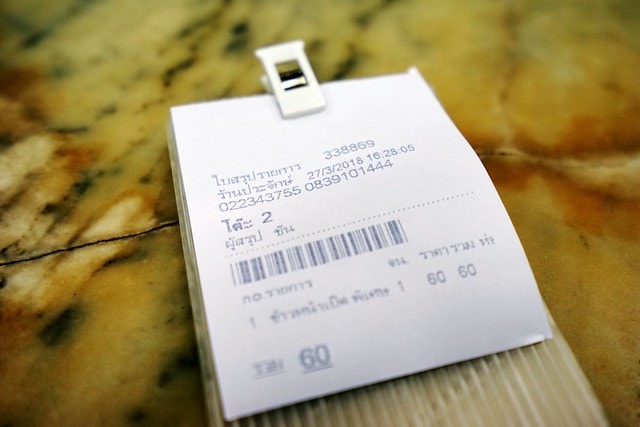 ใบสรุปรายการ 338869
ร้านประจักษ์ 27/3/2018 16:28:05
022343755 0839101444
โต๊ะ 2
ผู้สรุป ขัน
รายการ จน. ราคา รวม
1 ข้าวหน้าเป็ด พิเศษ 1 60 60
รวม 60